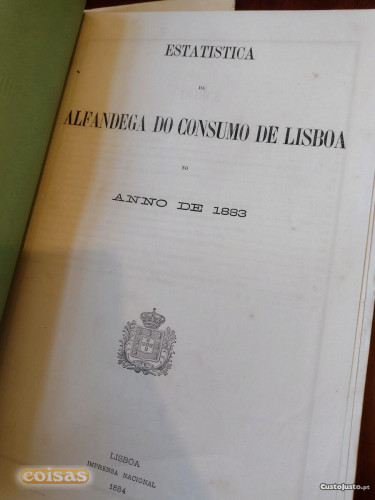 ESTATISTICA
DA
ALFANDEGA DO CONSUMO DE LISBOA
NO
ANNO DE 1883
LISBOA
IMPRENSA NACIONAL
1884
coisas
CustoJusto.pt